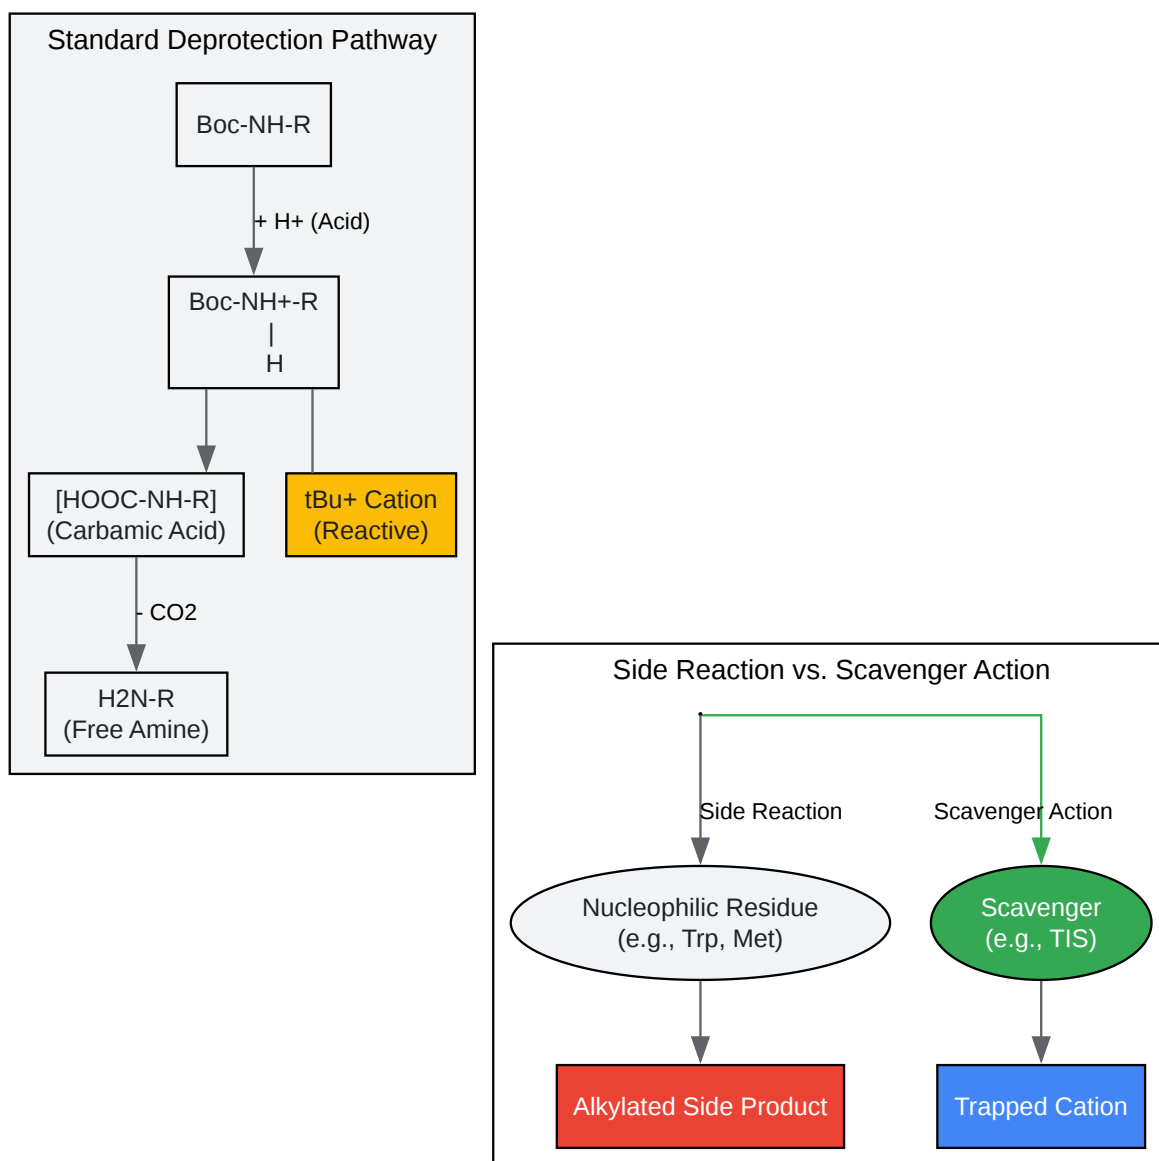 Standard Deprotection Pathway
Boc-NH-R
+ H+ (Acid)
Boc-NH+-R
|
H
[HOOC-NH-R]
(Carbamic Acid)
tBu+ Cation
(Reactive)
- CO2
H2N-R
(Free Amine)
Side Reaction vs. Scavenger Action
Side Reaction
Scavenger Action
Nucleophilic Residue
(e.g., Trp, Met)
Scavenger
(e.g., TIS)
Alkylated Side Product
Trapped Cation